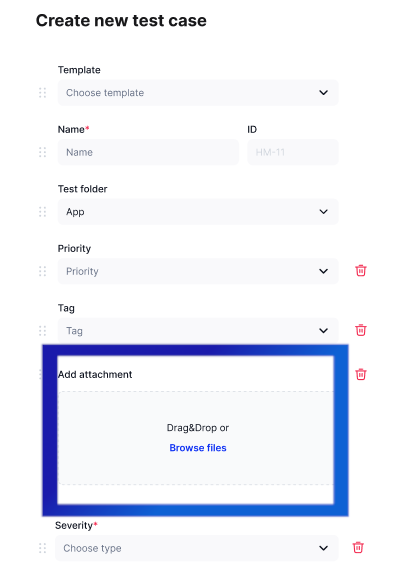 Create new test case
Template
Choose template
Name* ID
Name HM-11
Test folder
App
Priority
Priority
Tag
Tag
Add attachment
Drag&Drop or
Browse files
Severity*
Choose type